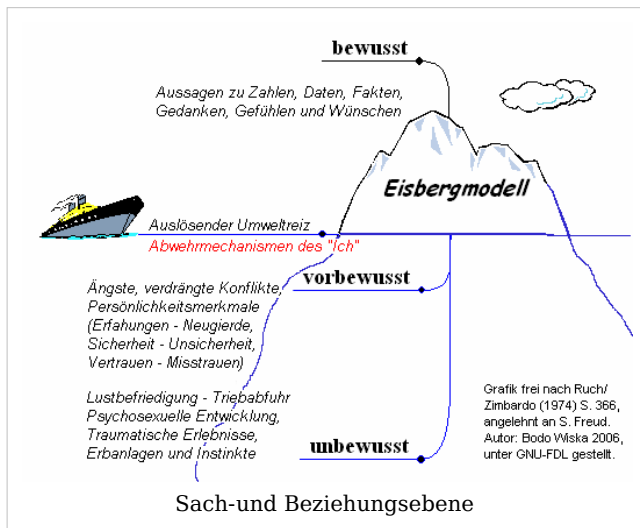 bewusst
Aussagen zu Zahlen, Daten, Fakten,
Gedanken, Gefühlen und Wünschen
Eisbergmodell
Auslösender Umweltreiz
Abwehrmechanismen des "Ich"
vorbewusst
Ängste, verdrängte Konflikte,
Persönlichkeitsmerkmale
(Erfahungen - Neugierde,
Sicherheit - Unsicherheit,
Vertrauen - Misstrauen)
Lustbefriedigung - Triebabfuhr
Psychosexuelle Entwicklung,
Traumatische Erlebnisse,
Erbanlagen und Instinkte
unbewusst
Grafik frei nach Ruch/
Zimbardo (1974) S. 366,
angelehnt an S. Freud.
Autor: Bodo Wiska 2006,
unter GNU-FDL gestellt.
Sach-und Beziehungsebene